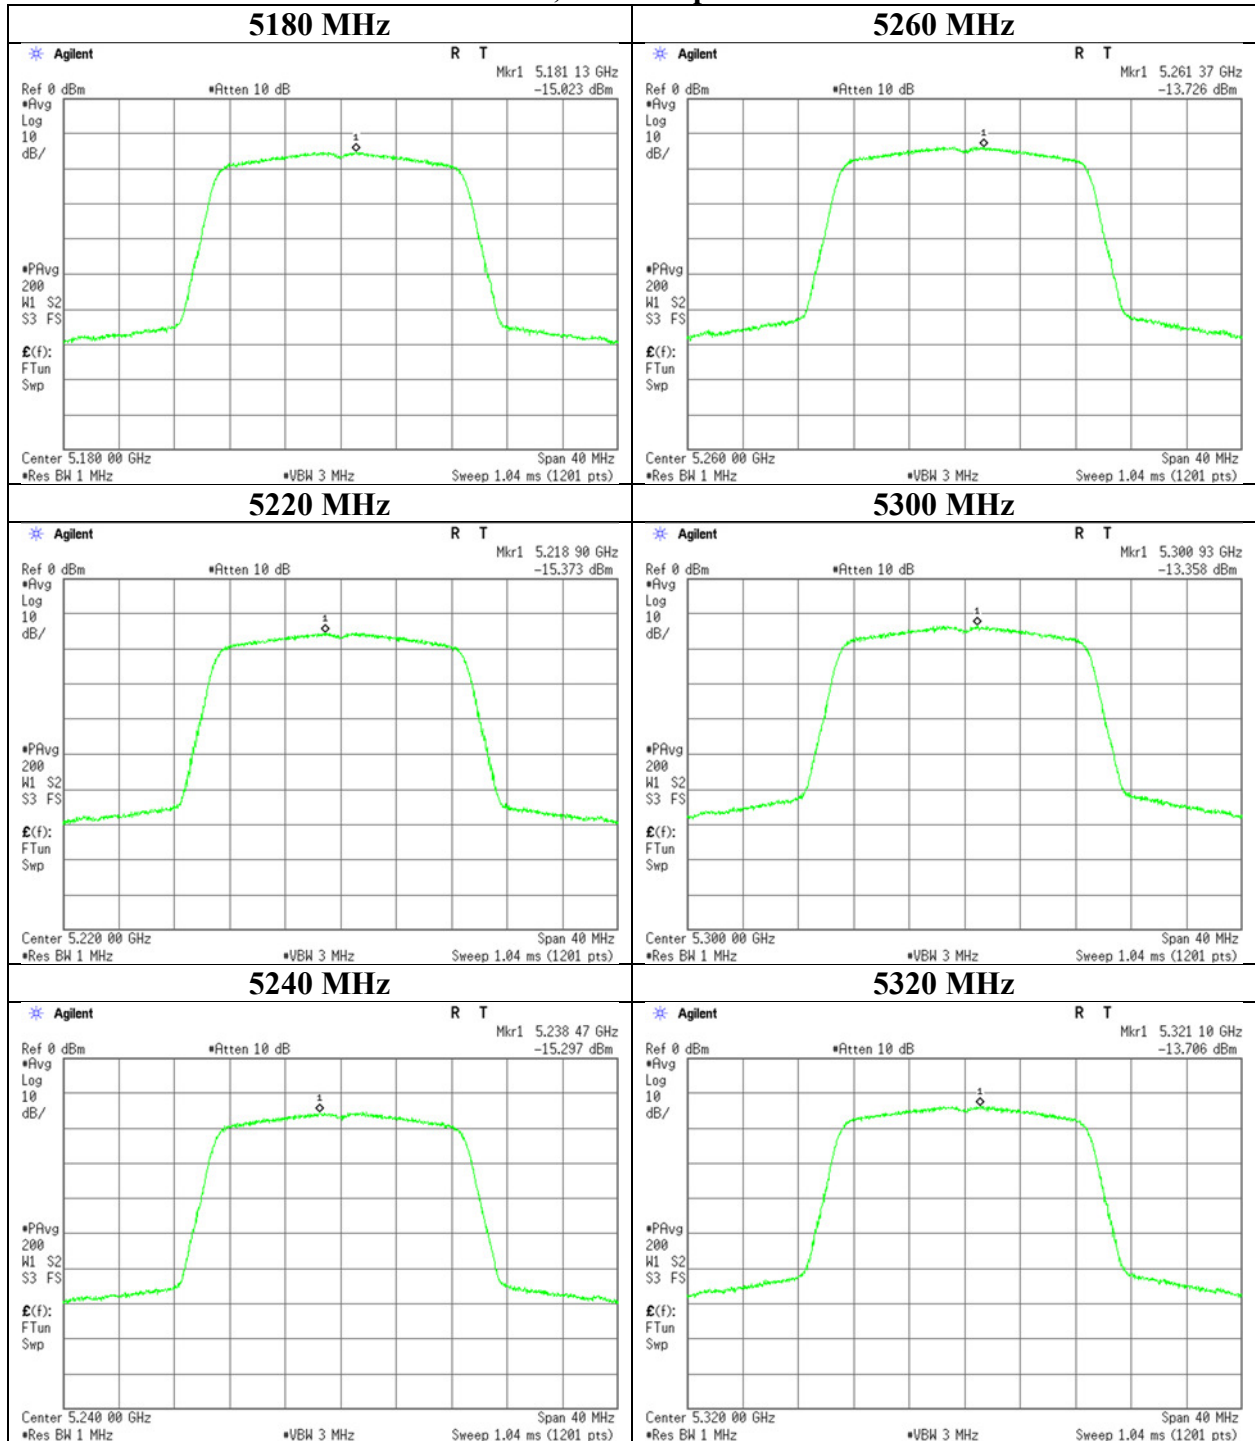 5180 MHz
Agilent R T
Mkr1 5.181 13 GHz
Ref 0 dBm *Atten 10 dB -15.023 dBm
*Avg
Log
10
dB/
1
*PAvg
200
W1 S2
S3 FS
£(f):
FTun
Swp
Center 5.180 00 GHz Span 40 MHz
*Res BW 1 MHz *VBW 3 MHz Sweep 1.04 ms (1201 pts)
5260 MHz
Agilent R T
Mkr1 5.261 37 GHz
Ref 0 dBm *Atten 10 dB -13.726 dBm
*Avg
Log
10
dB/
1
*PAvg
200
W1 S2
S3 FS
£(f):
FTun
Swp
Center 5.260 00 GHz Span 40 MHz
*Res BW 1 MHz *VBW 3 MHz Sweep 1.04 ms (1201 pts)
5220 MHz
Agilent R T
Mkr1 5.218 90 GHz
Ref 0 dBm *Atten 10 dB -15.373 dBm
*Avg
Log
10
dB/
1
*PAvg
200
W1 S2
S3 FS
£(f):
FTun
Swp
Center 5.220 00 GHz Span 40 MHz
*Res BW 1 MHz *VBW 3 MHz Sweep 1.04 ms (1201 pts)
5300 MHz
Agilent R T
Mkr1 5.300 93 GHz
Ref 0 dBm *Atten 10 dB -13.358 dBm
*Avg
Log
10
dB/
1
*PAvg
200
W1 S2
S3 FS
£(f):
FTun
Swp
Center 5.300 00 GHz Span 40 MHz
*Res BW 1 MHz *VBW 3 MHz Sweep 1.04 ms (1201 pts)
5240 MHz
Agilent R T
Mkr1 5.238 47 GHz
Ref 0 dBm *Atten 10 dB -15.297 dBm
*Avg
Log
10
dB/
1
*PAvg
200
W1 S2
S3 FS
£(f):
FTun
Swp
Center 5.240 00 GHz Span 40 MHz
*Res BW 1 MHz *VBW 3 MHz Sweep 1.04 ms (1201 pts)
5320 MHz
Agilent R T
Mkr1 5.321 10 GHz
Ref 0 dBm *Atten 10 dB -13.706 dBm
*Avg
Log
10
dB/
1
*PAvg
200
W1 S2
S3 FS
£(f):
FTun
Swp
Center 5.320 00 GHz Span 40 MHz
*Res BW 1 MHz *VBW 3 MHz Sweep 1.04 ms (1201 pts)